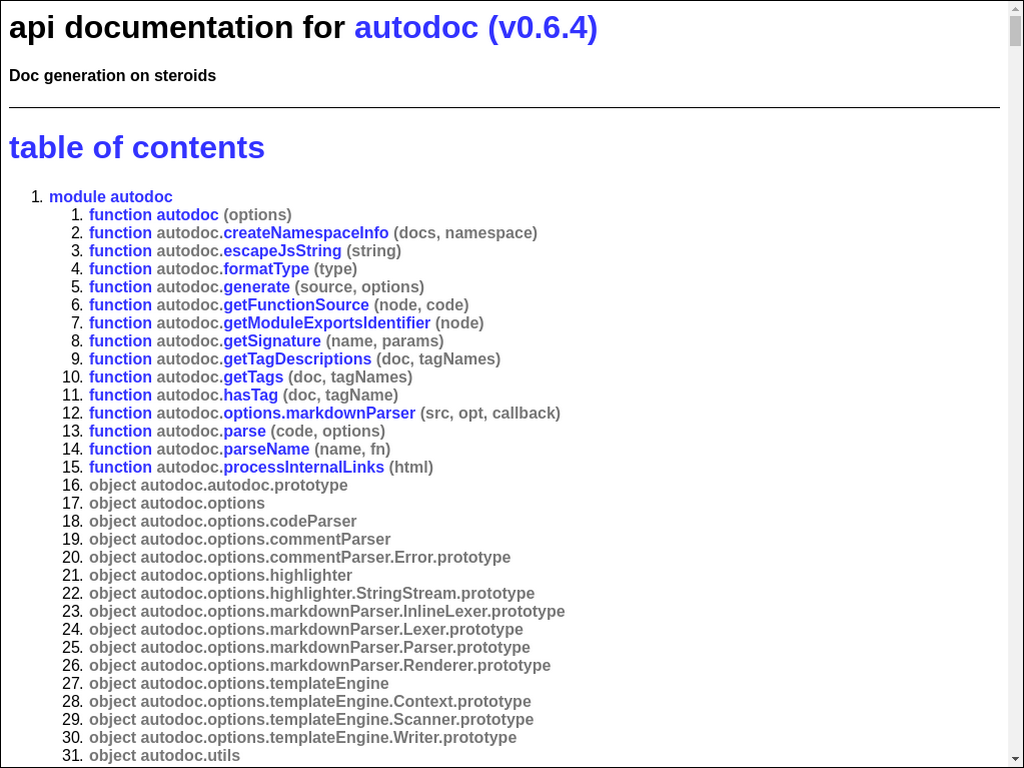 api documentation for autodoc (v0.6.4)
Doc generation on steroids
table of contents
1. module autodoc
1. function autodoc (options)
2. function autodoc.createNamespaceInfo (docs, namespace)
3. function autodoc.escapeJsString (string)
4. function autodoc.formatType (type)
5. function autodoc.generate (source, options)
6. function autodoc.getFunctionSource (node, code)
7. function autodoc.getModuleExportsIdentifier (node)
8. function autodoc.getSignature (name, params)
9. function autodoc.getTagDescriptions (doc, tagNames)
10. function autodoc.getTags (doc, tagNames)
11. function autodoc.hasTag (doc, tagName)
12. function autodoc.options.markdownParser (src, opt, callback)
13. function autodoc.parse (code, options)
14. function autodoc.parseName (name, fn)
15. function autodoc.processInternalLinks (html)
16. object autodoc.autodoc.prototype
17. object autodoc.options
18. object autodoc.options.codeParser
19. object autodoc.options.commentParser
20. object autodoc.options.commentParser.Error.prototype
21. object autodoc.options.highlighter
22. object autodoc.options.highlighter.StringStream.prototype
23. object autodoc.options.markdownParser.InlineLexer.prototype
24. object autodoc.options.markdownParser.Lexer.prototype
25. object autodoc.options.markdownParser.Parser.prototype
26. object autodoc.options.markdownParser.Renderer.prototype
27. object autodoc.options.templateEngine
28. object autodoc.options.templateEngine.Context.prototype
29. object autodoc.options.templateEngine.Scanner.prototype
30. object autodoc.options.templateEngine.Writer.prototype
31. object autodoc.utils